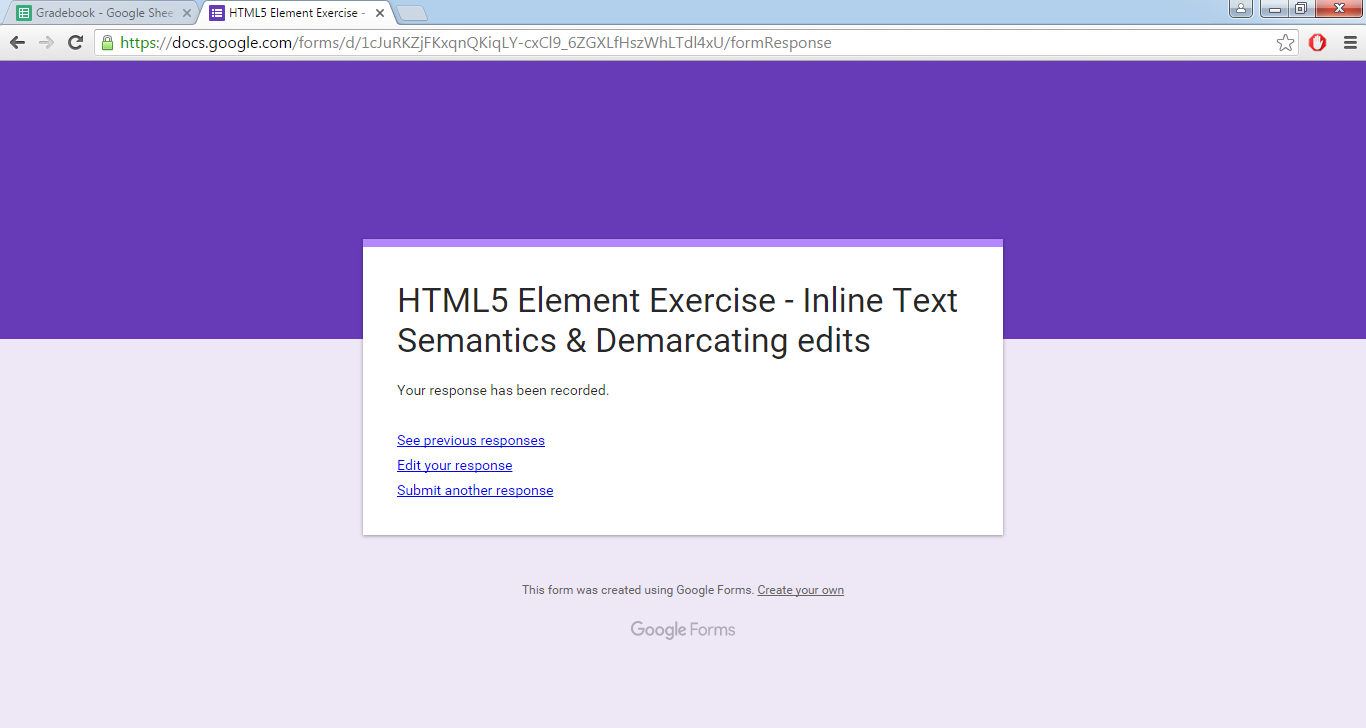 Gradebook - Google Shee
HTML5 Element Exercise -
https://docs.google.com/forms/d/1cJuRKZjFKxqnQKiqLY-cxCl9_6ZGXLfHszWhLTdl4xU/formResponse
HTML5 Element Exercise - Inline Text
Semantics & Demarcating edits
Your response has been recorded.
See previous responses
Edit your response
Submit another response
This form was created using Google Forms. Create your own
Google Forms